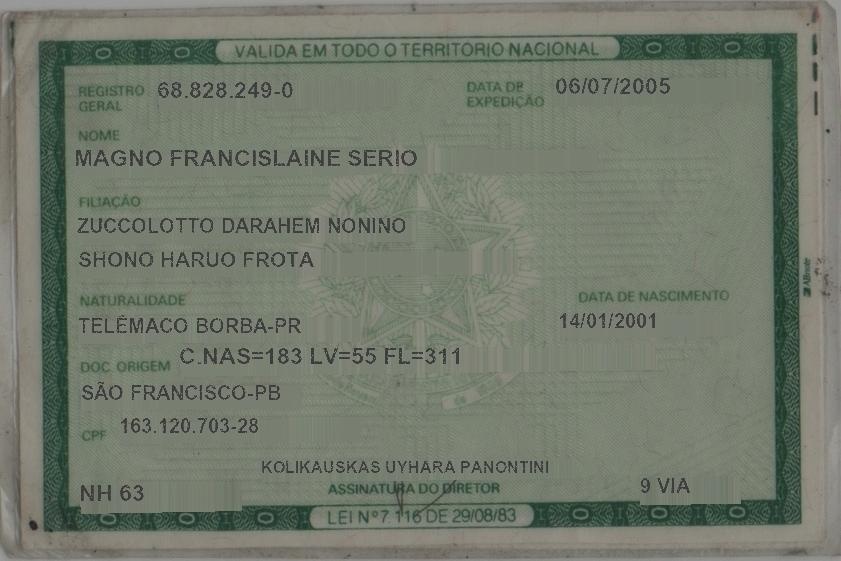 VALIDA EM TODO O TERRITÓRIO NACIONAL
REGISTRO GERAL 68.828.249-0 DATA DE EXPEDIÇÃO 06/07/2005
NOME
MAGNO FRANCISLAINE SERIO
FILIAÇÃO
ZUCCOLOTTO DARAHEM NONINO
SHONO HARUO FROTA
NATURALIDADE DATA DE NASCIMENTO
TELÊMACO BORBA-PR 14/01/2001
DOC. ORIGEM C.NAS=183 LV=55 FL=311
SÃO FRANCISCO-PB
CPF 163.120.703-28
KOLIKAUSKAS UYHARA PANONTINI
NH 63 ASSINATURA DO DIRETOR 9 VIA
LEI Nº 7.116 DE 29/08/83
ABnote